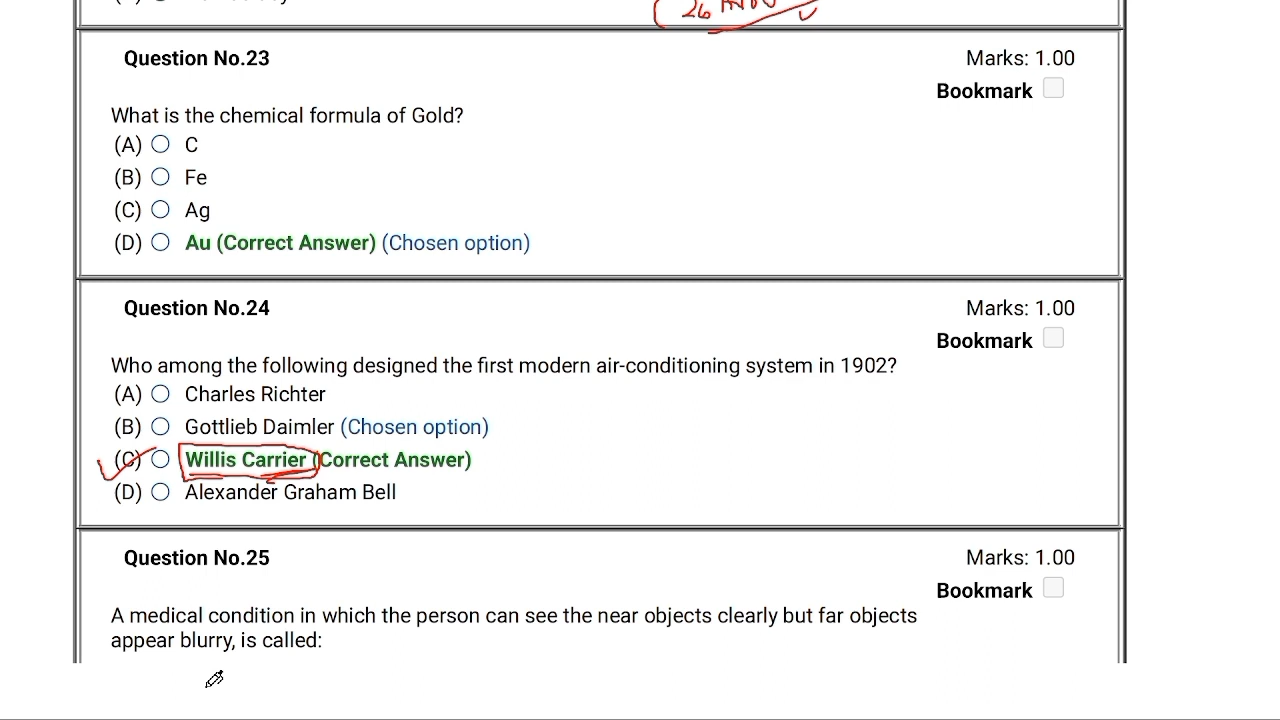 26
Question No.23
Marks: 1.00
Bookmark
What is the chemical formula of Gold?
(A) C
(B) Fe
(C) Ag
(D) Au (Correct Answer) (Chosen option)
Question No.24
Marks: 1.00
Bookmark
Who among the following designed the first modern air-conditioning system in 1902?
(A) Charles Richter
(B) Gottlieb Daimler (Chosen option)
(C) Willis Carrier (Correct Answer)
(D) Alexander Graham Bell
Question No.25
Marks: 1.00
Bookmark
A medical condition in which the person can see the near objects clearly but far objects
appear blurry, is called: